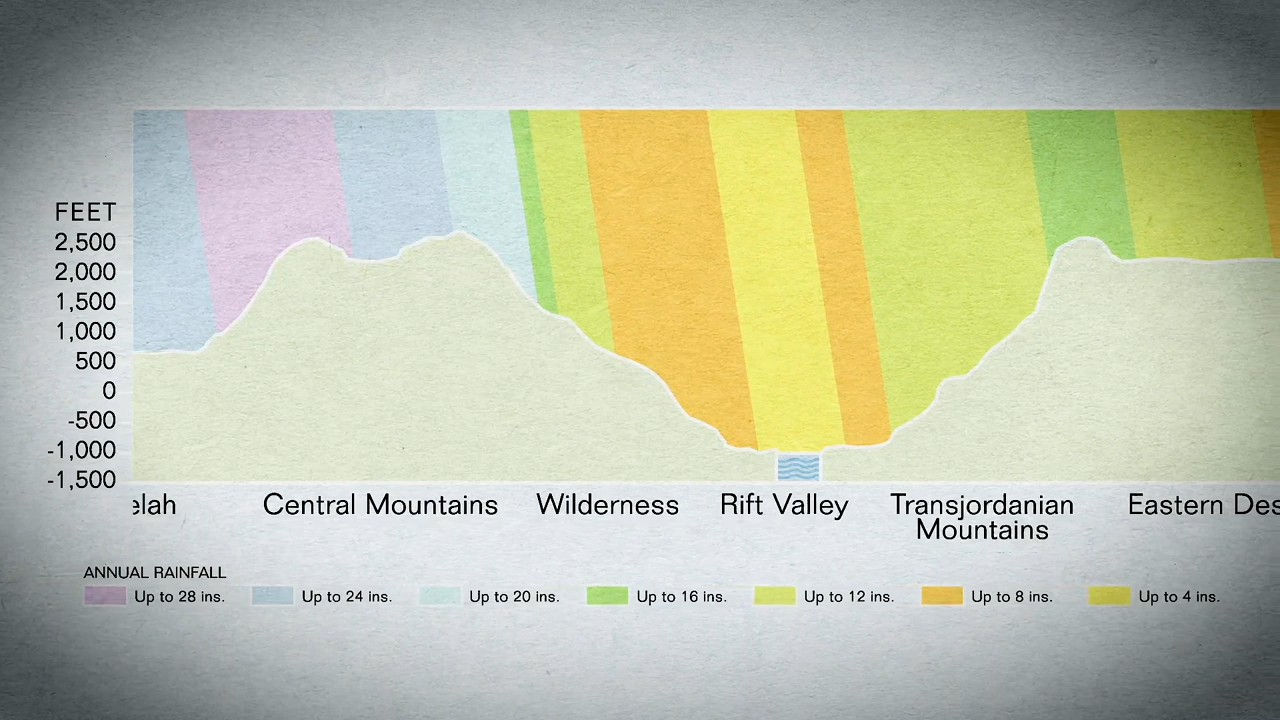 FEET
2,500
2,000
1,500
1,000
500
0
-500
-1,000
-1,500
elah Central Mountains Wilderness Rift Valley Transjordanian Eastern Des
Mountains
ANNUAL RAINFALL
Up to 28 ins. Up to 24 ins. Up to 20 ins. Up to 16 ins. Up to 12 ins. Up to 8 ins. Up to 4 ins.